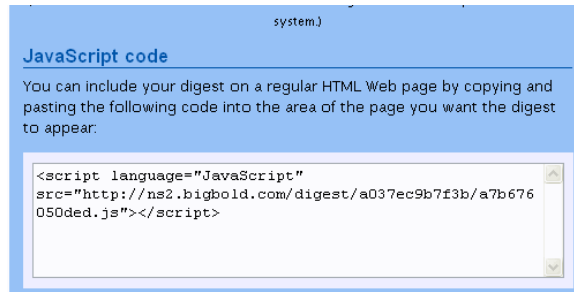 system.)
JavaScript code
You can include your digest on a regular HTML Web page by copying and
pasting the following code into the area of the page you want the digest
to appear:
<script language="JavaScript"
src="http://ns2.bigbold.com/digest/a037ec9b7f3b/a7b676
050ded.js"></script>